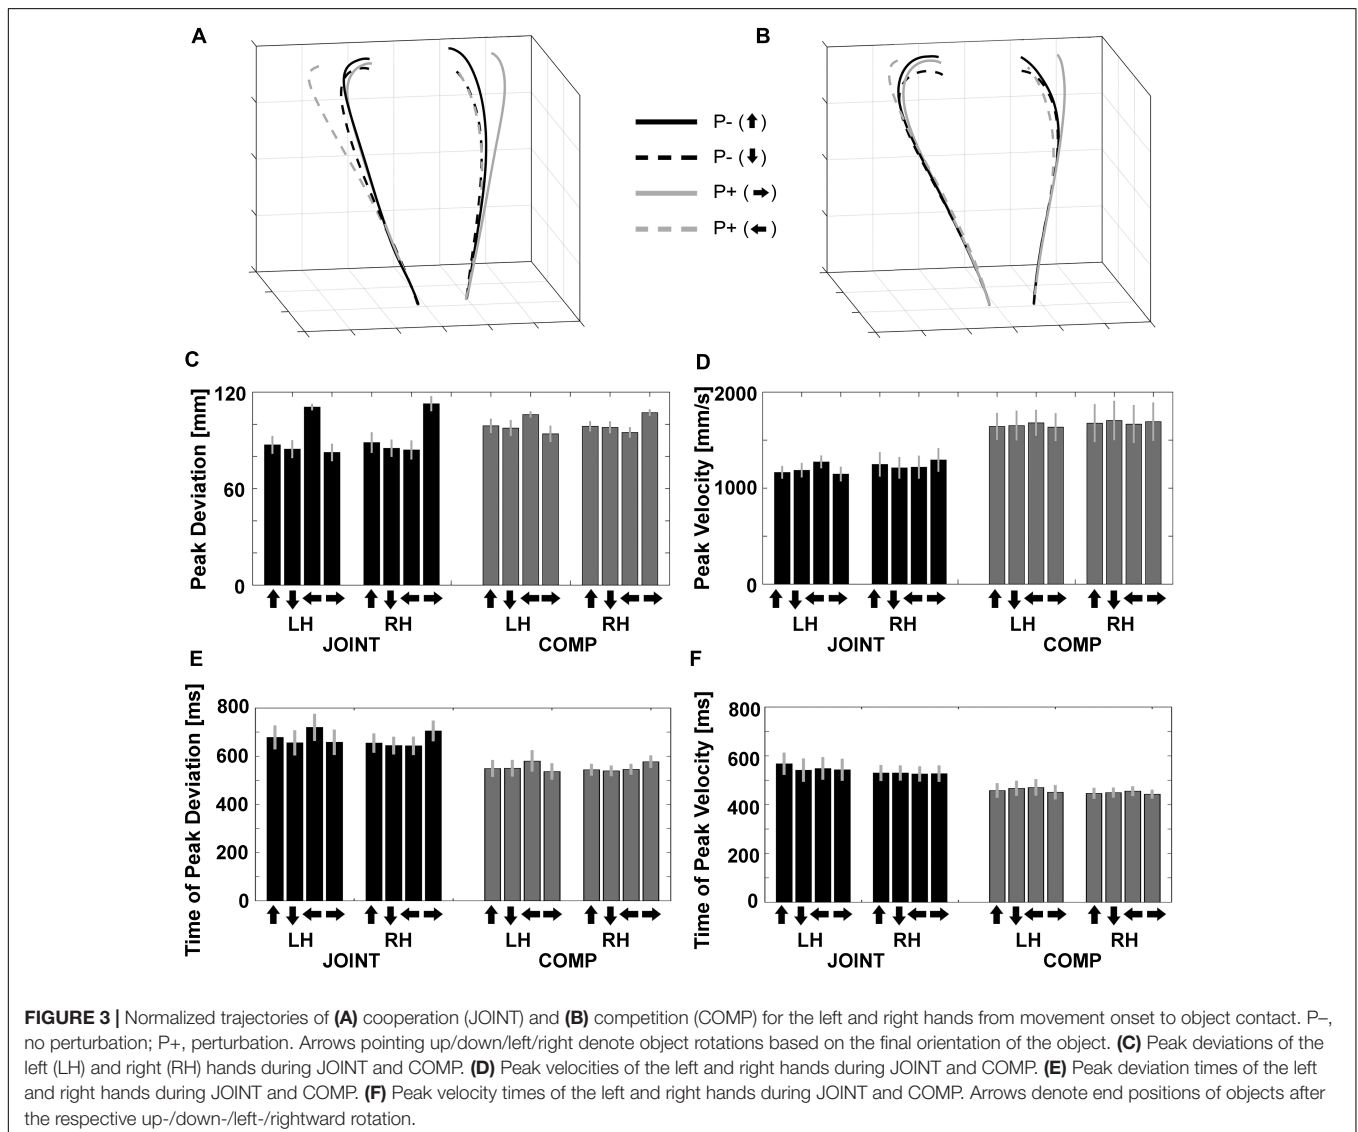 A
B
P- (⬆)
P- (⬇)
P+ (➡)
P+ (⬅)
C
Peak Deviation [mm]
120
60
0
⬆ ⬇ ⬅ ➡ ⬆ ⬇ ⬅ ➡ ⬆ ⬇ ⬅ ➡ ⬆ ⬇ ⬅ ➡
LH RH LH RH
JOINT COMP
D
Peak Velocity [mm/s]
2000
1000
0
⬆ ⬇ ⬅ ➡ ⬆ ⬇ ⬅ ➡ ⬆ ⬇ ⬅ ➡ ⬆ ⬇ ⬅ ➡
LH RH LH RH
JOINT COMP
E
Time of Peak Deviation [ms]
800
600
400
200
0
⬆ ⬇ ⬅ ➡ ⬆ ⬇ ⬅ ➡ ⬆ ⬇ ⬅ ➡ ⬆ ⬇ ⬅ ➡
LH RH LH RH
JOINT COMP
F
Time of Peak Velocity [ms]
800
600
400
200
0
⬆ ⬇ ⬅ ➡ ⬆ ⬇ ⬅ ➡ ⬆ ⬇ ⬅ ➡ ⬆ ⬇ ⬅ ➡
LH RH LH RH
JOINT COMP
FIGURE 3 | Normalized trajectories of (A) cooperation (JOINT) and (B) competition (COMP) for the left and right hands from movement onset to object contact. P–,
no perturbation; P+, perturbation. Arrows pointing up/down/left/right denote object rotations based on the final orientation of the object. (C) Peak deviations of the
left (LH) and right (RH) hands during JOINT and COMP. (D) Peak velocities of the left and right hands during JOINT and COMP. (E) Peak deviation times of the left
and right hands during JOINT and COMP. (F) Peak velocity times of the left and right hands during JOINT and COMP. Arrows denote end positions of objects after
the respective up-/down-/left-/rightward rotation.